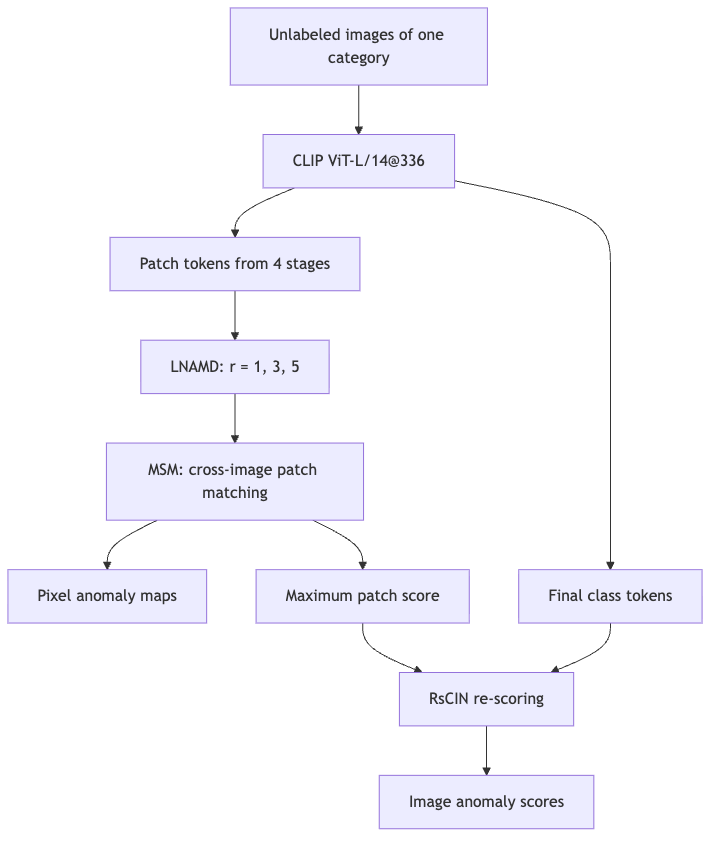 Unlabeled images of one
category
CLIP ViT-L/14@336
Patch tokens from 4 stages
LNAMD: r = 1, 3, 5
MSM: cross-image patch
matching
Pixel anomaly maps
Maximum patch score
Final class tokens
RsCIN re-scoring
Image anomaly scores